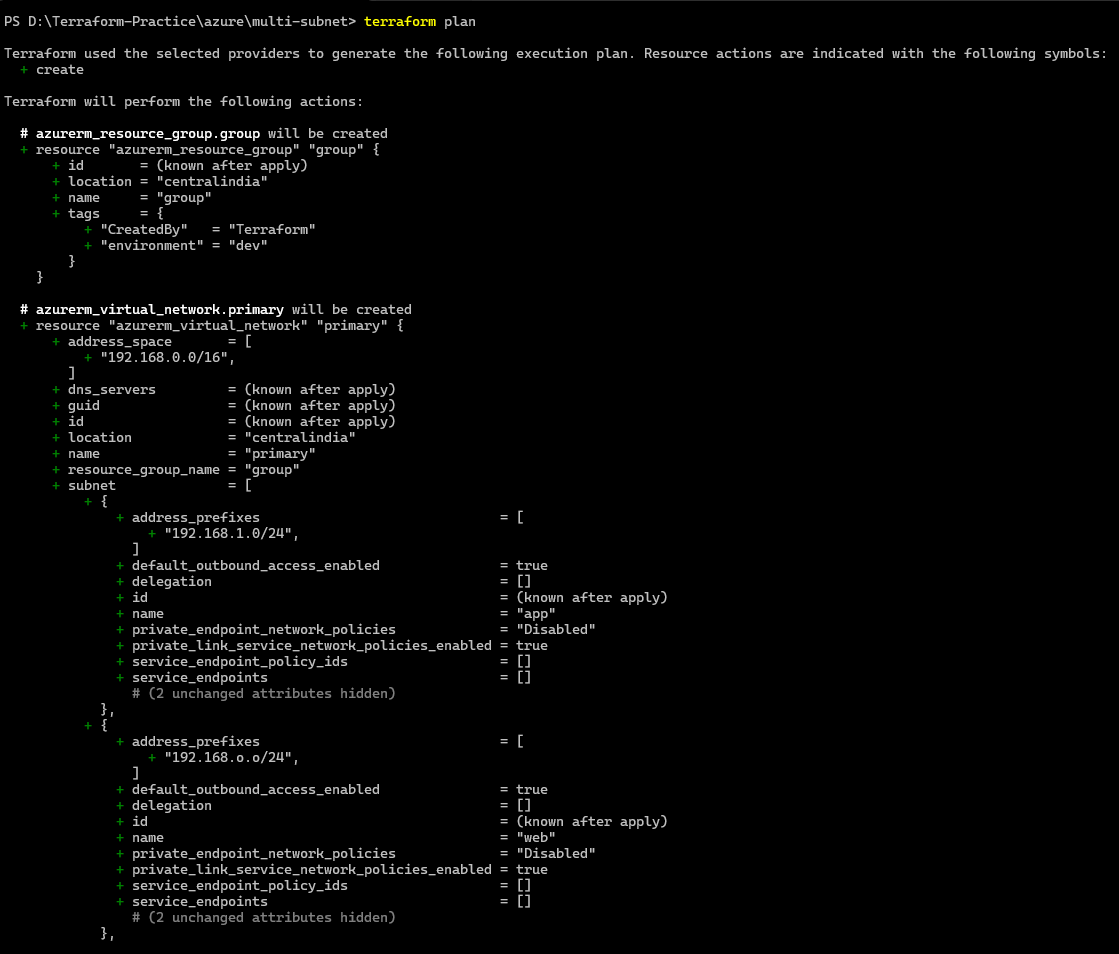 PS D:\Terraform-Practice\azure\multi-subnet> terraform plan
Terraform used the selected providers to generate the following execution plan. Resource actions are indicated with the following symbols:
  + create
Terraform will perform the following actions:
  # azurerm_resource_group.group will be created
  + resource "azurerm_resource_group" "group" {
      + id       = (known after apply)
      + location = "centralindia"
      + name     = "group"
      + tags     = {
          + "CreatedBy"   = "Terraform"
          + "environment" = "dev"
        }
    }
  # azurerm_virtual_network.primary will be created
  + resource "azurerm_virtual_network" "primary" {
      + address_space       = [
          + "192.168.0.0/16",
        ]
      + dns_servers         = (known after apply)
      + guid                = (known after apply)
      + id                  = (known after apply)
      + location            = "centralindia"
      + name                = "primary"
      + resource_group_name = "group"
      + subnet              = [
          + {
              + address_prefixes                              = [
                  + "192.168.1.0/24",
                ]
              + default_outbound_access_enabled               = true
              + delegation                                    = []
              + id                                            = (known after apply)
              + name                                          = "app"
              + private_endpoint_network_policies             = "Disabled"
              + private_link_service_network_policies_enabled = true
              + service_endpoint_policy_ids                   = []
              + service_endpoints                             = []
                # (2 unchanged attributes hidden)
            },
          + {
              + address_prefixes                              = [
                  + "192.168.o.o/24",
                ]
              + default_outbound_access_enabled               = true
              + delegation                                    = []
              + id                                            = (known after apply)
              + name                                          = "web"
              + private_endpoint_network_policies             = "Disabled"
              + private_link_service_network_policies_enabled = true
              + service_endpoint_policy_ids                   = []
              + service_endpoints                             = []
                # (2 unchanged attributes hidden)
            },